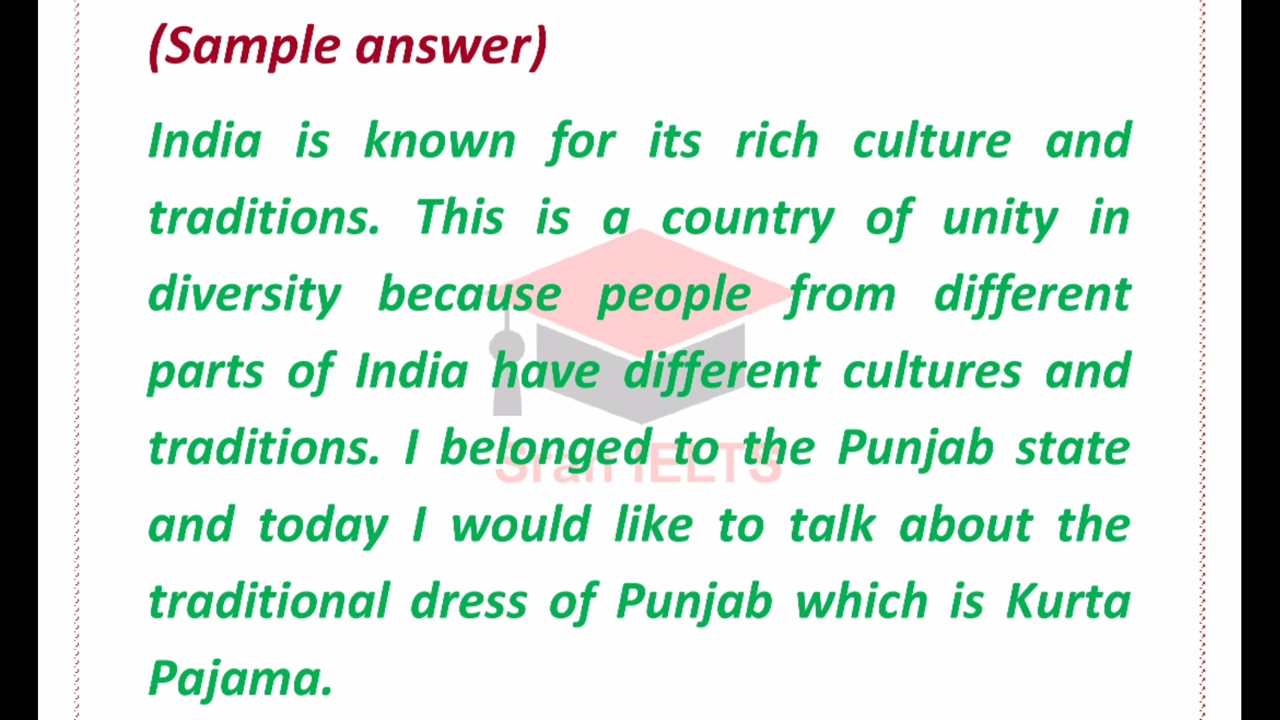 (Sample answer)
India is known for its rich culture and
traditions. This is a country of unity in
diversity because people from different
parts of India have different cultures and
traditions. I belonged to the Punjab state
Sran IELTS
and today I would like to talk about the
traditional dress of Punjab which is Kurta
Pajama.